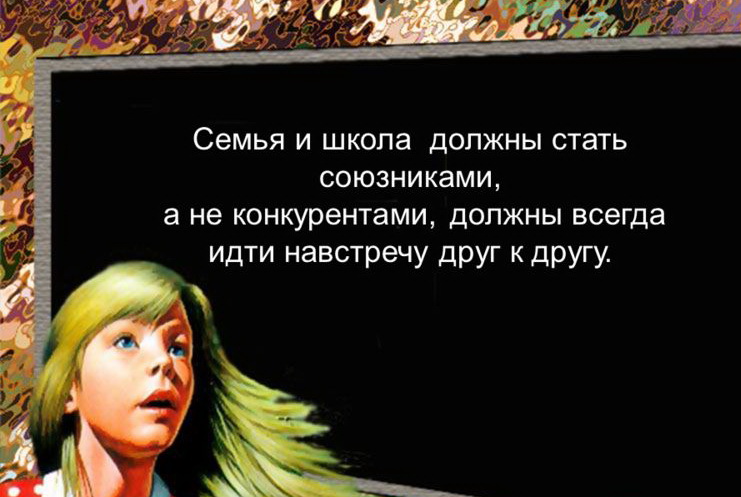 Семья и школа должны стать
союзниками,
а не конкурентами, должны всегда
идти навстречу друг к другу.